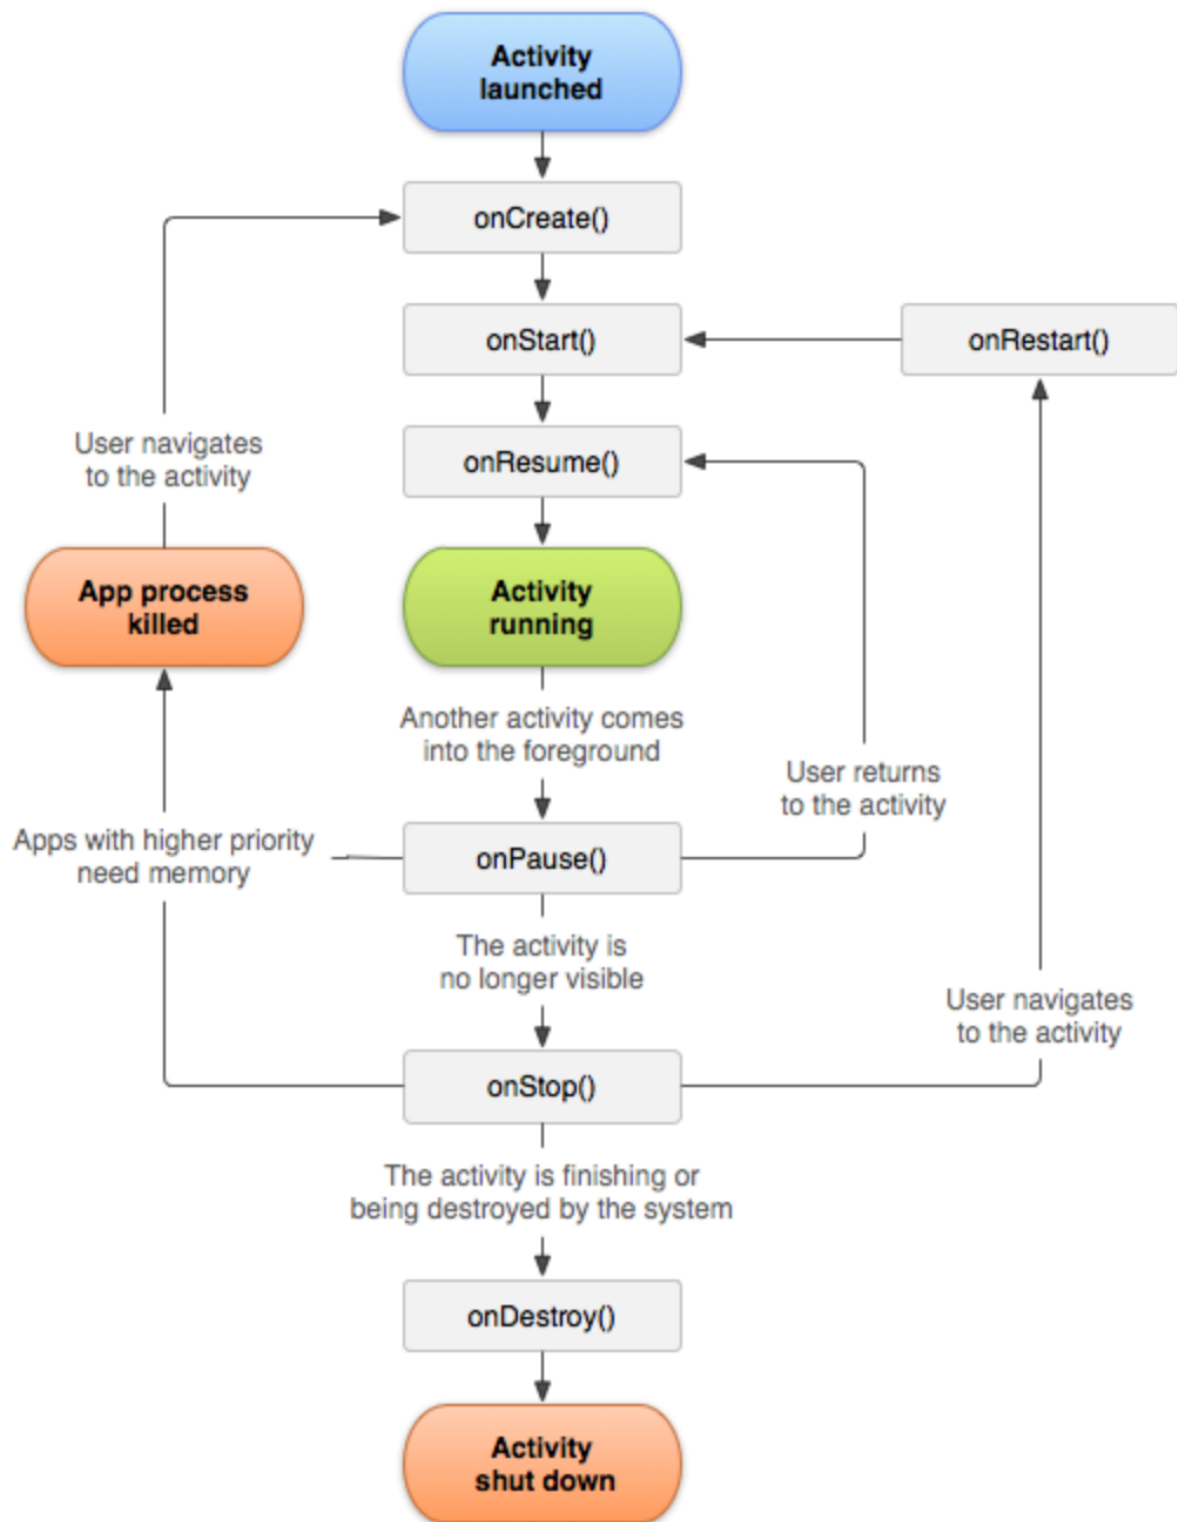 Activity
launched
onCreate()
onStart()
onRestart()
User navigates
to the activity
onResume()
App process
killed
Activity
running
Another activity comes
into the foreground
User returns
to the activity
Apps with higher priority
need memory
onPause()
The activity is
no longer visible
User navigates
to the activity
onStop()
The activity is finishing or
being destroyed by the system
onDestroy()
Activity
shut down